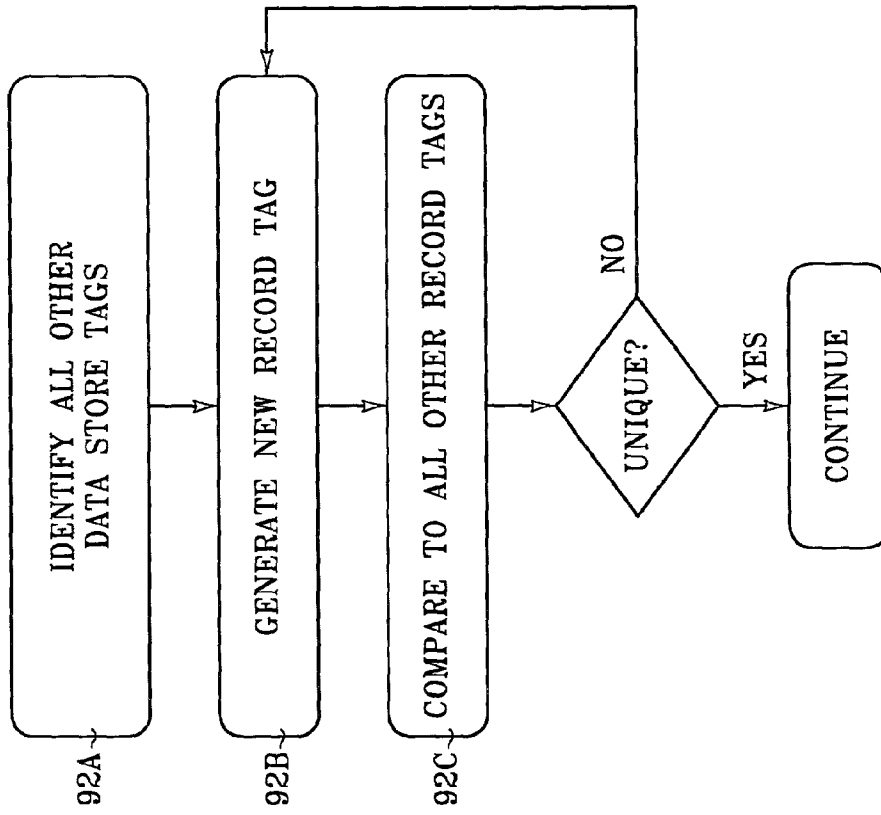 92A
IDENTIFY ALL OTHER
DATA STORE TAGS
92B
GENERATE NEW RECORD TAG
92C
COMPARE TO ALL OTHER RECORD TAGS
UNIQUE?
NO
YES
CONTINUE